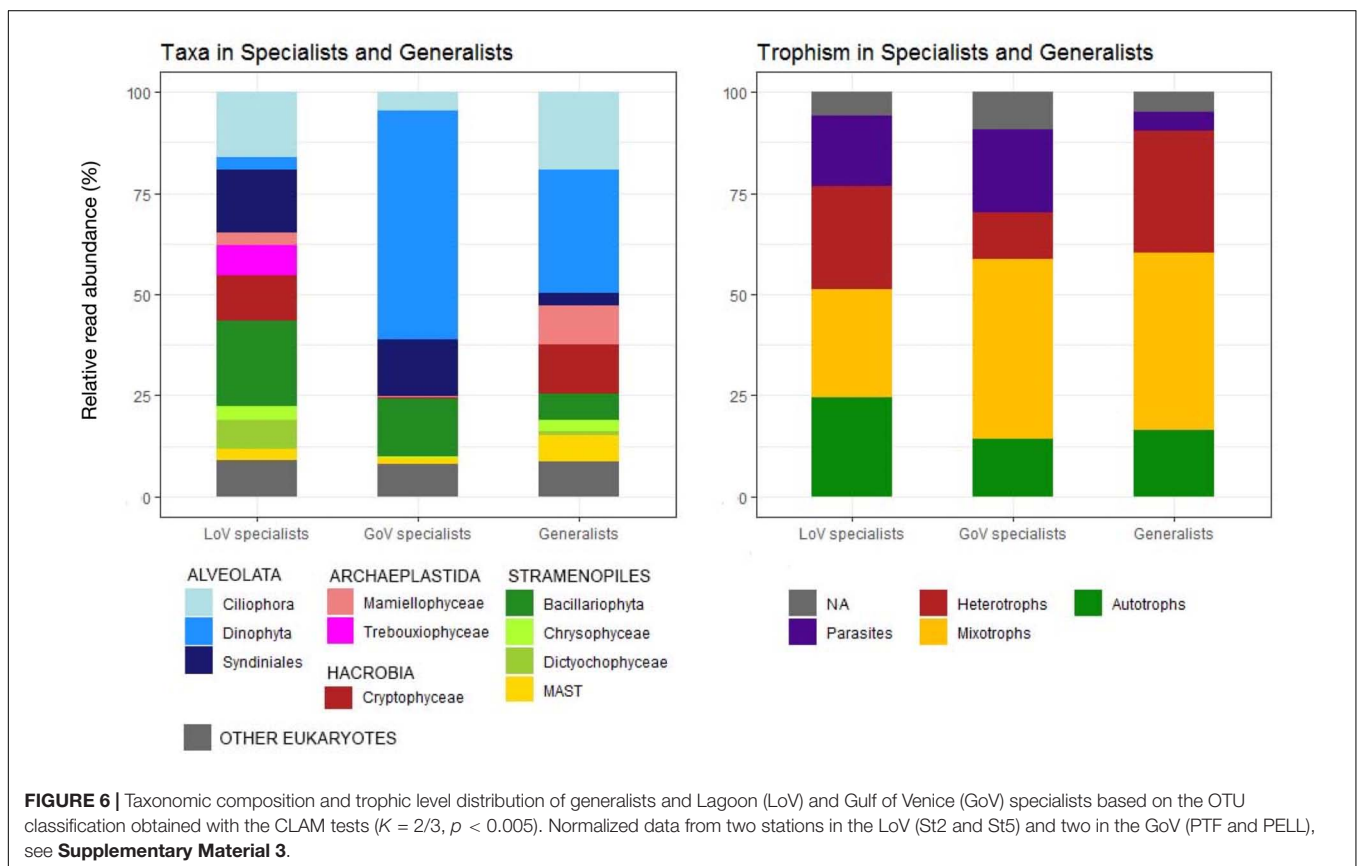 Taxa in Specialists and Generalists
Relative read abundance (%)
100
75
50
25
0
LoV specialists
GoV specialists
Generalists
ALVEOLATA
Ciliophora
Dinophyta
Syndiniales
ARCHAEPLASTIDA
Mamiellophyceae
Trebouxiophyceae
HACROBIA
Cryptophyceae
STRAMENOPILES
Bacillariophyta
Chrysophyceae
Dictyochophyceae
MAST
OTHER EUKARYOTES
Trophism in Specialists and Generalists
100
75
50
25
0
LoV specialists
GoV specialists
Generalists
NA
Parasites
Heterotrophs
Mixotrophs
Autotrophs
FIGURE 6 | Taxonomic composition and trophic level distribution of generalists and Lagoon (LoV) and Gulf of Venice (GoV) specialists based on the OTU
classification obtained with the CLAM tests (K = 2/3, p < 0.005). Normalized data from two stations in the LoV (St2 and St5) and two in the GoV (PTF and PELL),
see Supplementary Material 3.